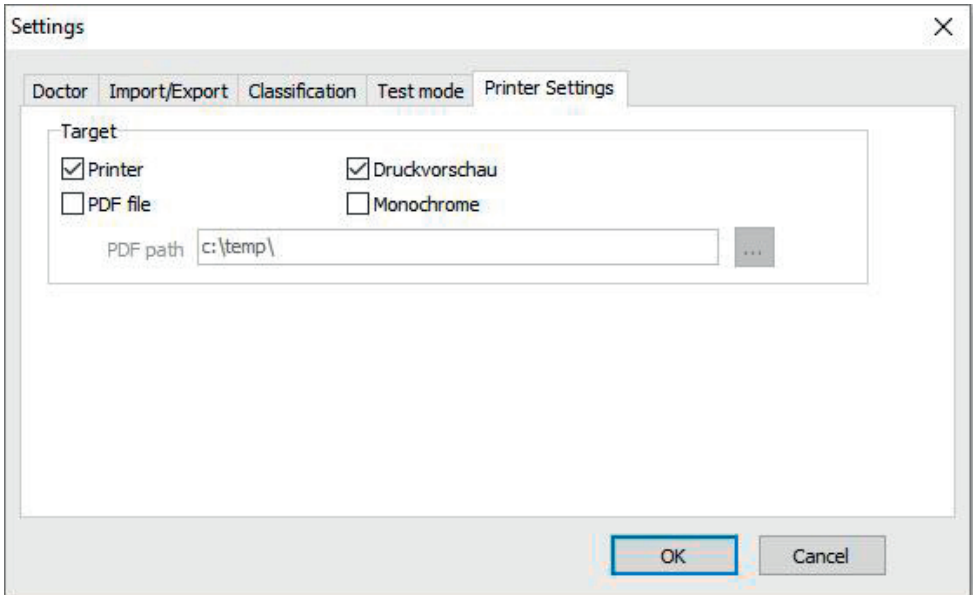 Settings
Doctor Import/Export Classification Test mode Printer Settings
Target
Printer Druckvorschau
PDF file Monochrome
PDF path c:\temp\ ...
OK Cancel